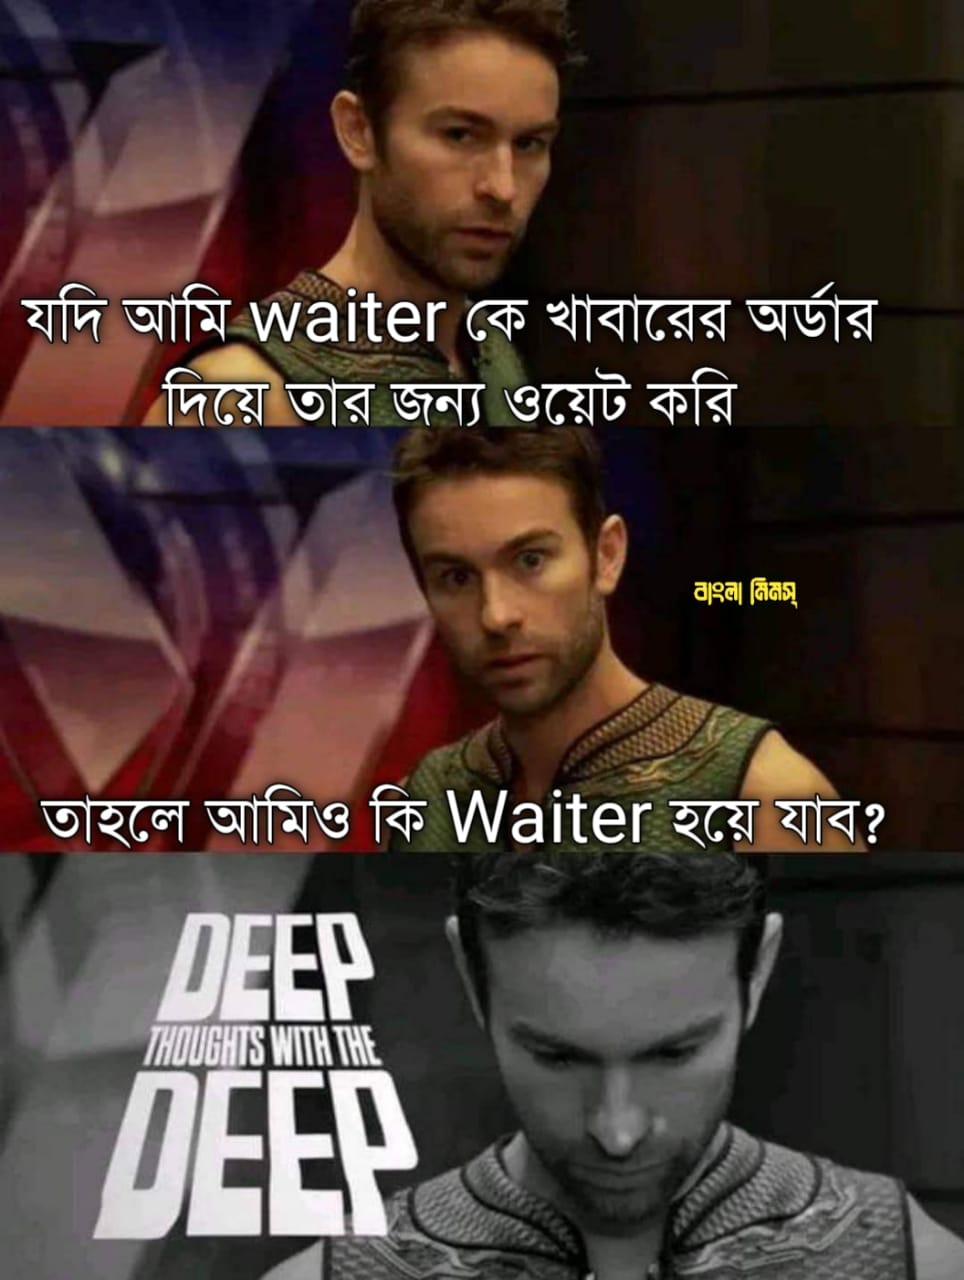 যদি আমি waiter কে খাবারের অর্ডার
দিয়ে তার জন্য ওয়েট করি
বাংলা মিমস্
তাহলে আমিও কি Waiter হয়ে যাব?
DEEP
THOUGHTS WITH THE
DEEP